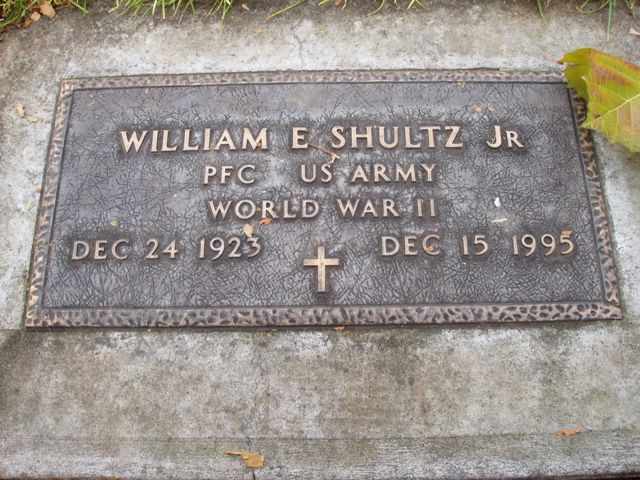 WILLIAM E SHULTZ JR
PFC US ARMY
WORLD WAR II
DEC 24 1923 DEC 15 1995